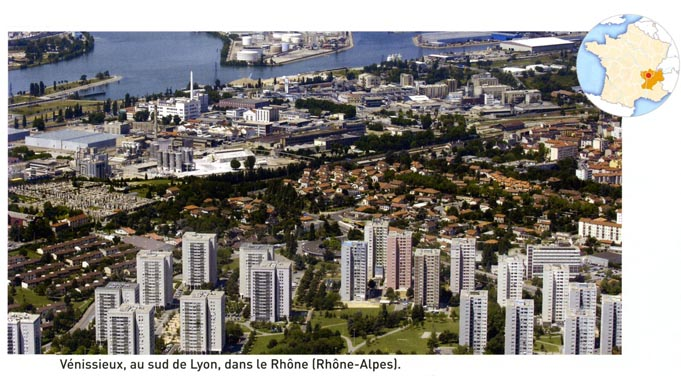 Vénissieux, au sud de Lyon, dans le Rhône (Rhône-Alpes).